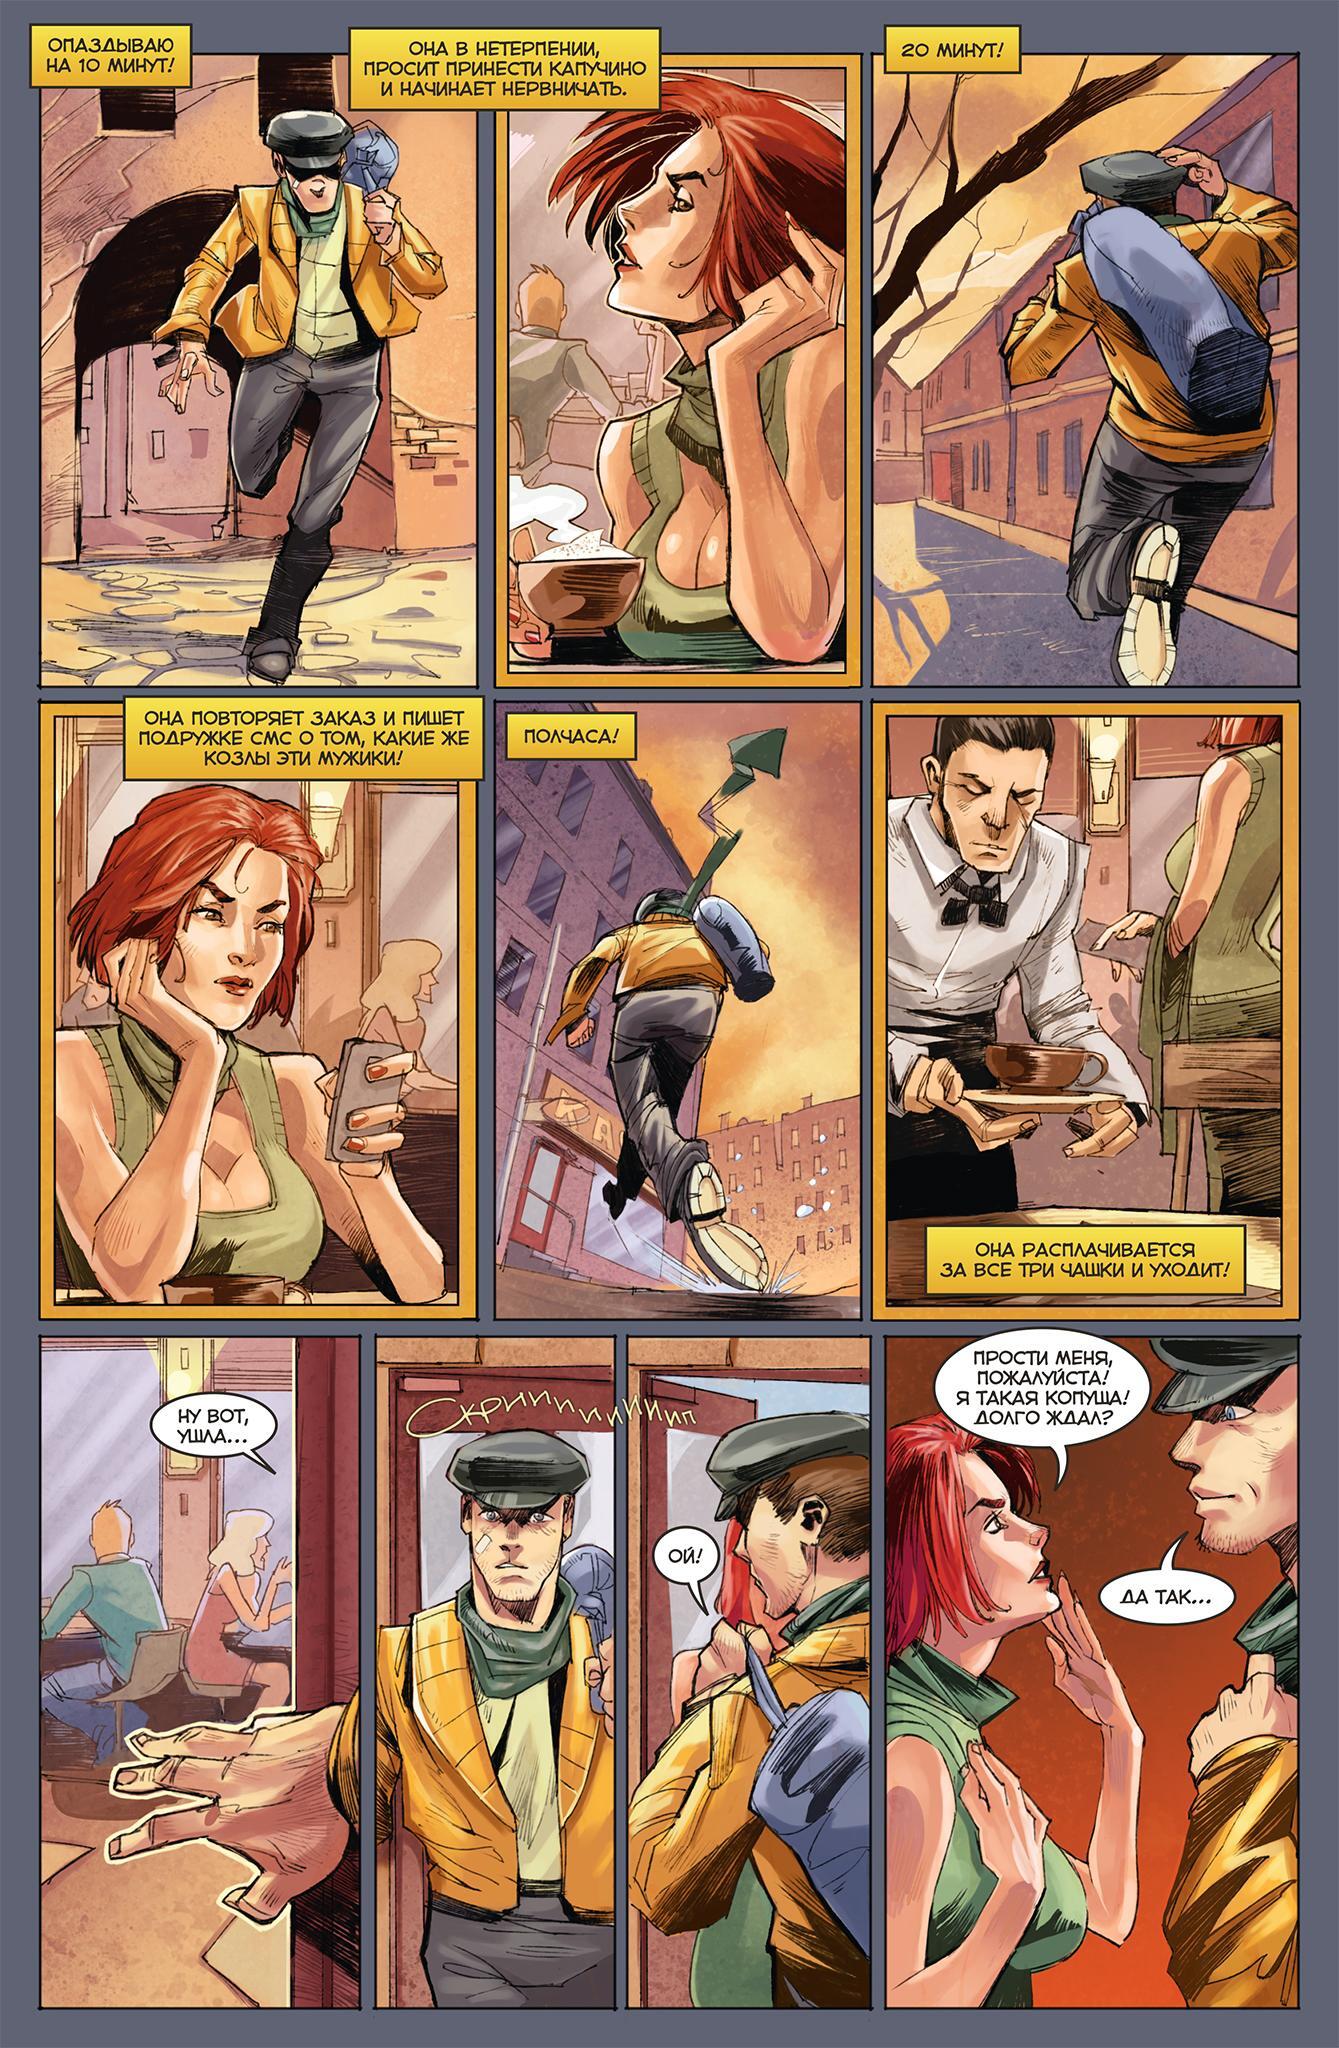 ОПАЗДЫВАЮ
НА 10 МИНУТ!
ОНА В НЕТЕРПЕНИИ,
ПРОСИТ ПРИНЕСТИ КАПУЧИНО
И НАЧИНАЕТ НЕРВНИЧАТЬ.
20 МИНУТ!
ОНА ПОВТОРЯЕТ ЗАКАЗ И ПИШЕТ
ПОДРУЖКЕ СМС О ТОМ, КАКИЕ ЖЕ
КОЗЛЫ ЭТИ МУЖИКИ!
ПОЛЧАСА!
ОНА РАСПЛАЧИВАЕТСЯ
ЗА ВСЕ ТРИ ЧАШКИ И УХОДИТ!
НУ ВОТ,
УШЛА...
СКРИИИИИИИИИП
ОЙ!
ПРОСТИ МЕНЯ,
ПОЖАЛУЙСТА!
Я ТАКАЯ КОПУША!
ДОЛГО ЖДАЛ?
ДА ТАК...